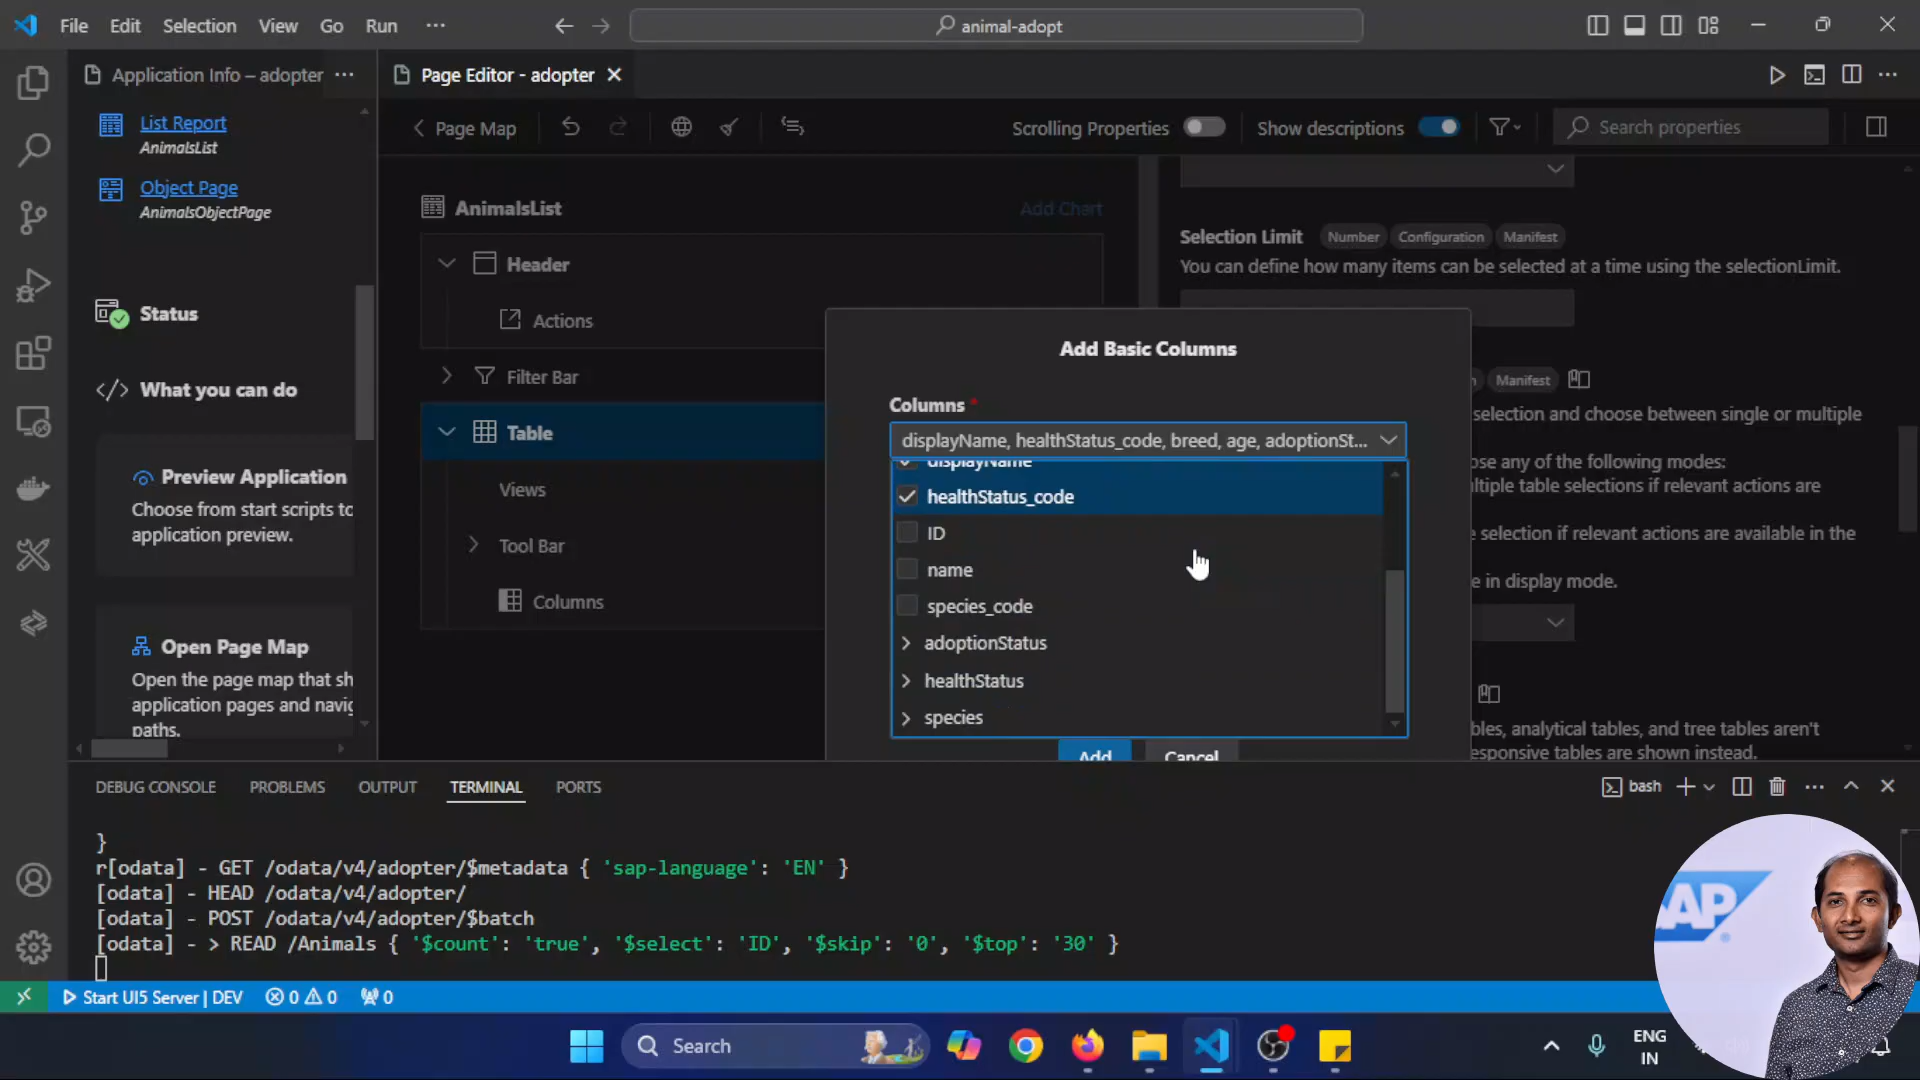 File Edit Selection View Go Run ···
animal-adopt
Application Info – adopter ···
Page Editor - adopter
List Report
AnimalsList
Object Page
AnimalsObjectPage
Status
What you can do
Preview Application
Choose from start scripts to
application preview.
Open Page Map
Open the page map that sh
application pages and navig
paths.
Page Map
Scrolling Properties
Show descriptions
Search properties
AnimalsList
Add Chart
Header
Actions
Filter Bar
Table
Views
Tool Bar
Columns
Selection Limit Number Configuration Manifest
You can define how many items can be selected at a time using the selectionLimit.
Manifest
selection and choose between single or multiple
ose any of the following modes:
ltiple table selections if relevant actions are
e selection if relevant actions are available in the
e in display mode.
bles, analytical tables, and tree tables aren't
esponsive tables are shown instead.
Add Basic Columns
Columns *
displayName, healthStatus_code, breed, age, adoptionSt...
displayName
healthStatus_code
ID
name
species_code
adoptionStatus
healthStatus
species
Add Cancel
DEBUG CONSOLE PROBLEMS OUTPUT TERMINAL PORTS
bash
}
r[odata] - GET /odata/v4/adopter/$metadata { 'sap-language': 'EN' }
[odata] - HEAD /odata/v4/adopter/
[odata] - POST /odata/v4/adopter/$batch
[odata] - > READ /Animals { '$count': 'true', '$select': 'ID', '$skip': '0', '$top': '30' }
Start UI5 Server | DEV 0 0 0
AP
Search
ENG
IN